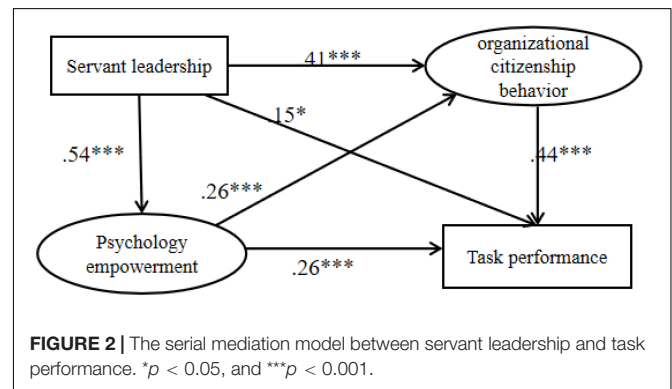 organizational
citizenship
behavior
Servant leadership
.41***
.15*
.54***
.44***
.26***
Psychology
empowerment
.26***
Task performance
FIGURE 2 | The serial mediation model between servant leadership and task
performance. *p < 0.05, and ***p < 0.001.